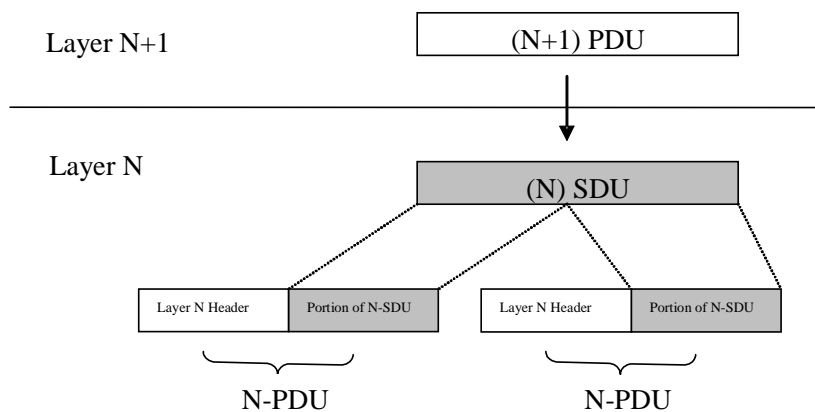 Layer N+1
(N+1) PDU
Layer N
(N) SDU
Layer N Header
Portion of N-SDU
Layer N Header
Portion of N-SDU
N-PDU
N-PDU